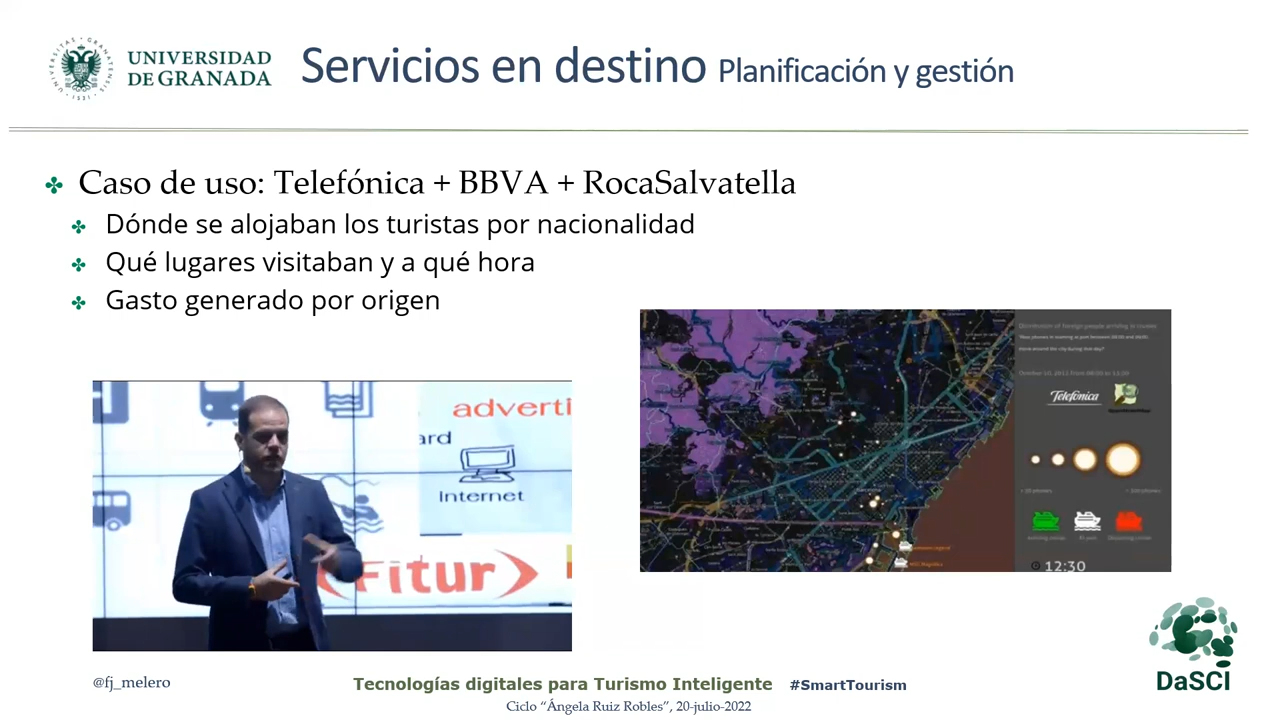 UNIVERSIDAD
DE GRANADA
Servicios en destino Planificación y gestión
Caso de uso: Telefónica + BBVA + RocaSalvatella
Dónde se alojaban los turistas por nacionalidad
Qué lugares visitaban y a qué hora
Gasto generado por origen
adverti
ard
Internet
Fitur
Telefónica
12:30
DaSCI
@fj_melero
Tecnologías digitales para Turismo Inteligente #SmartTourism
Ciclo “Ángela Ruiz Robles”, 20-julio-2022